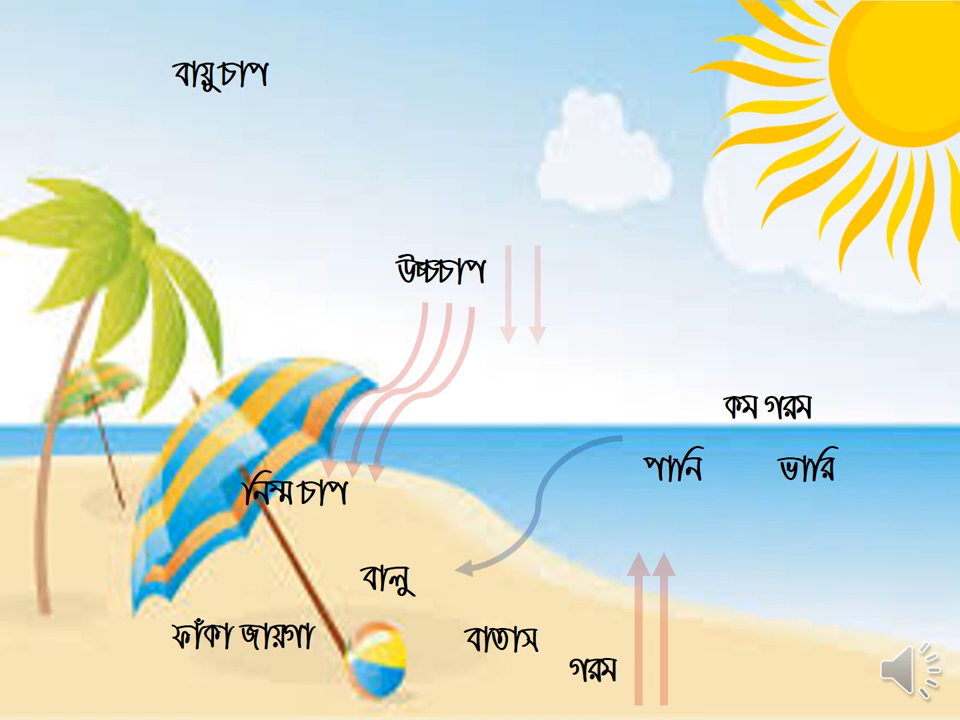 বায়ুচাপ
উচ্চচাপ
কম গরম
পানি ভারি
নিম্ম চাপ
বালু
ফাঁকা জায়গা
বাতাস
গরম